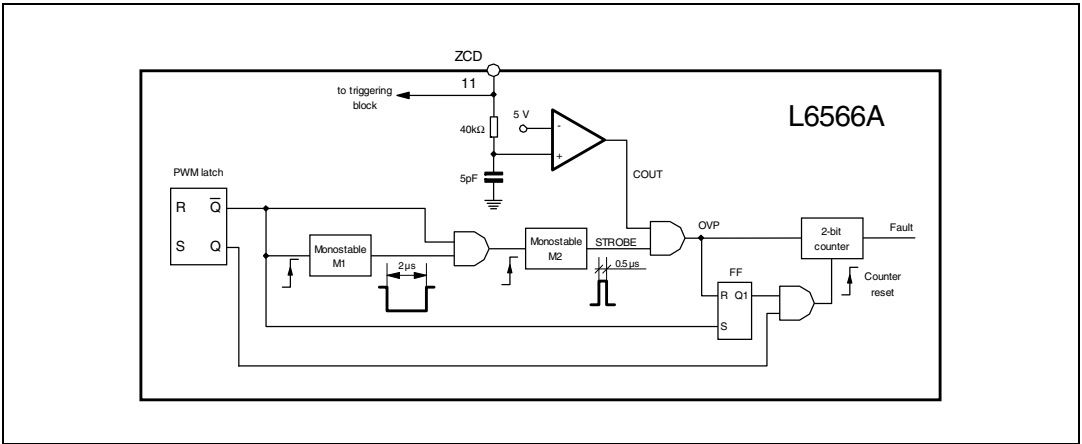 ZCD
11
to triggering
block
5 V
L6566A
40kΩ
-
+
5pF
COUT
PWM latch
R Q̅
S Q
Monostable
M1
2µs
Monostable
M2
STROBE
0.5 µs
OVP
2-bit
counter
Fault
Counter
reset
FF
R Q1
S